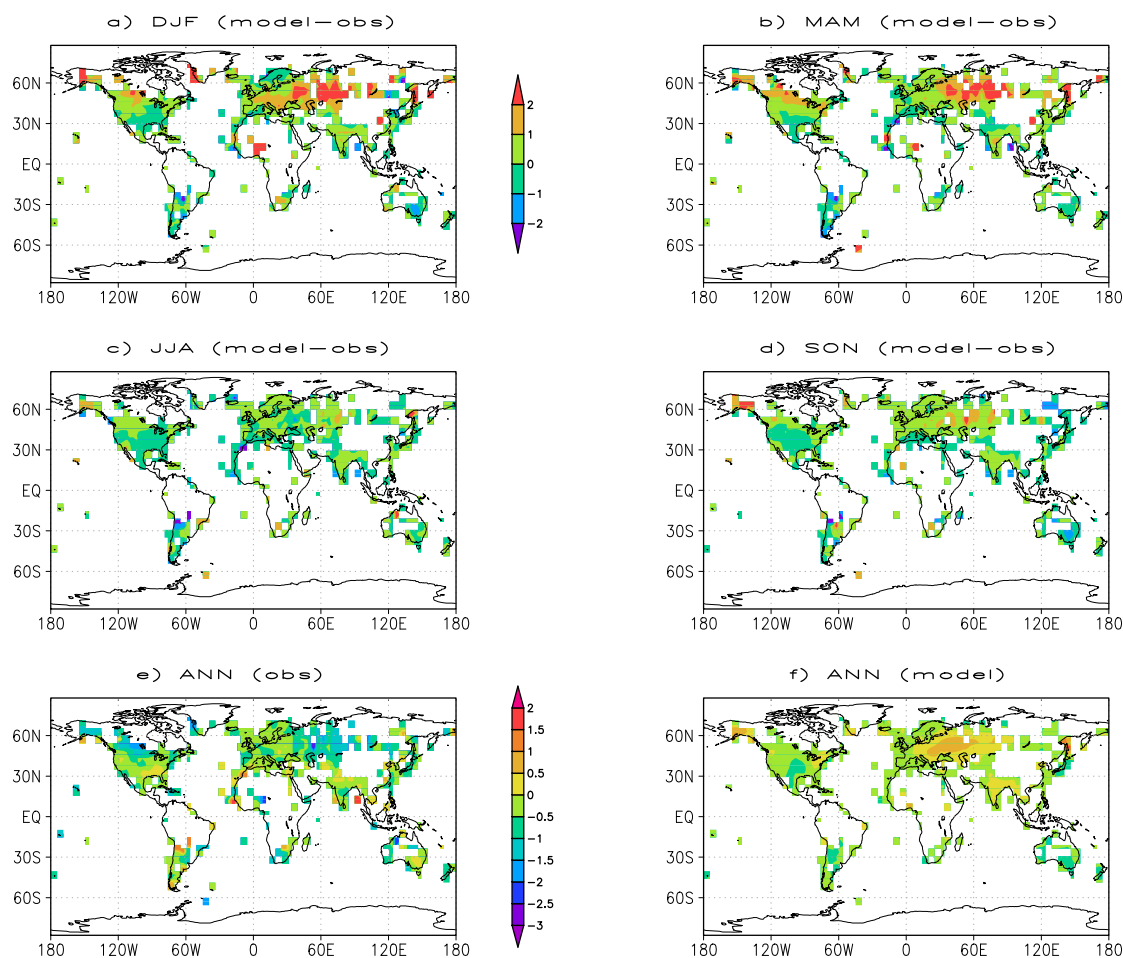 a) DJF (model-obs)
b) MAM (model-obs)
60N
30N
EQ
30S
60S
180 120W 60W 0 60E 120E 180
2
1
0
-1
-2
60N
30N
EQ
30S
60S
180 120W 60W 0 60E 120E 180
c) JJA (model-obs)
d) SON (model-obs)
60N
30N
EQ
30S
60S
180 120W 60W 0 60E 120E 180
60N
30N
EQ
30S
60S
180 120W 60W 0 60E 120E 180
e) ANN (obs)
f) ANN (model)
60N
30N
EQ
30S
60S
180 120W 60W 0 60E 120E 180
2
1.5
1
0.5
0
-0.5
-1
-1.5
-2
-2.5
-3
60N
30N
EQ
30S
60S
180 120W 60W 0 60E 120E 180